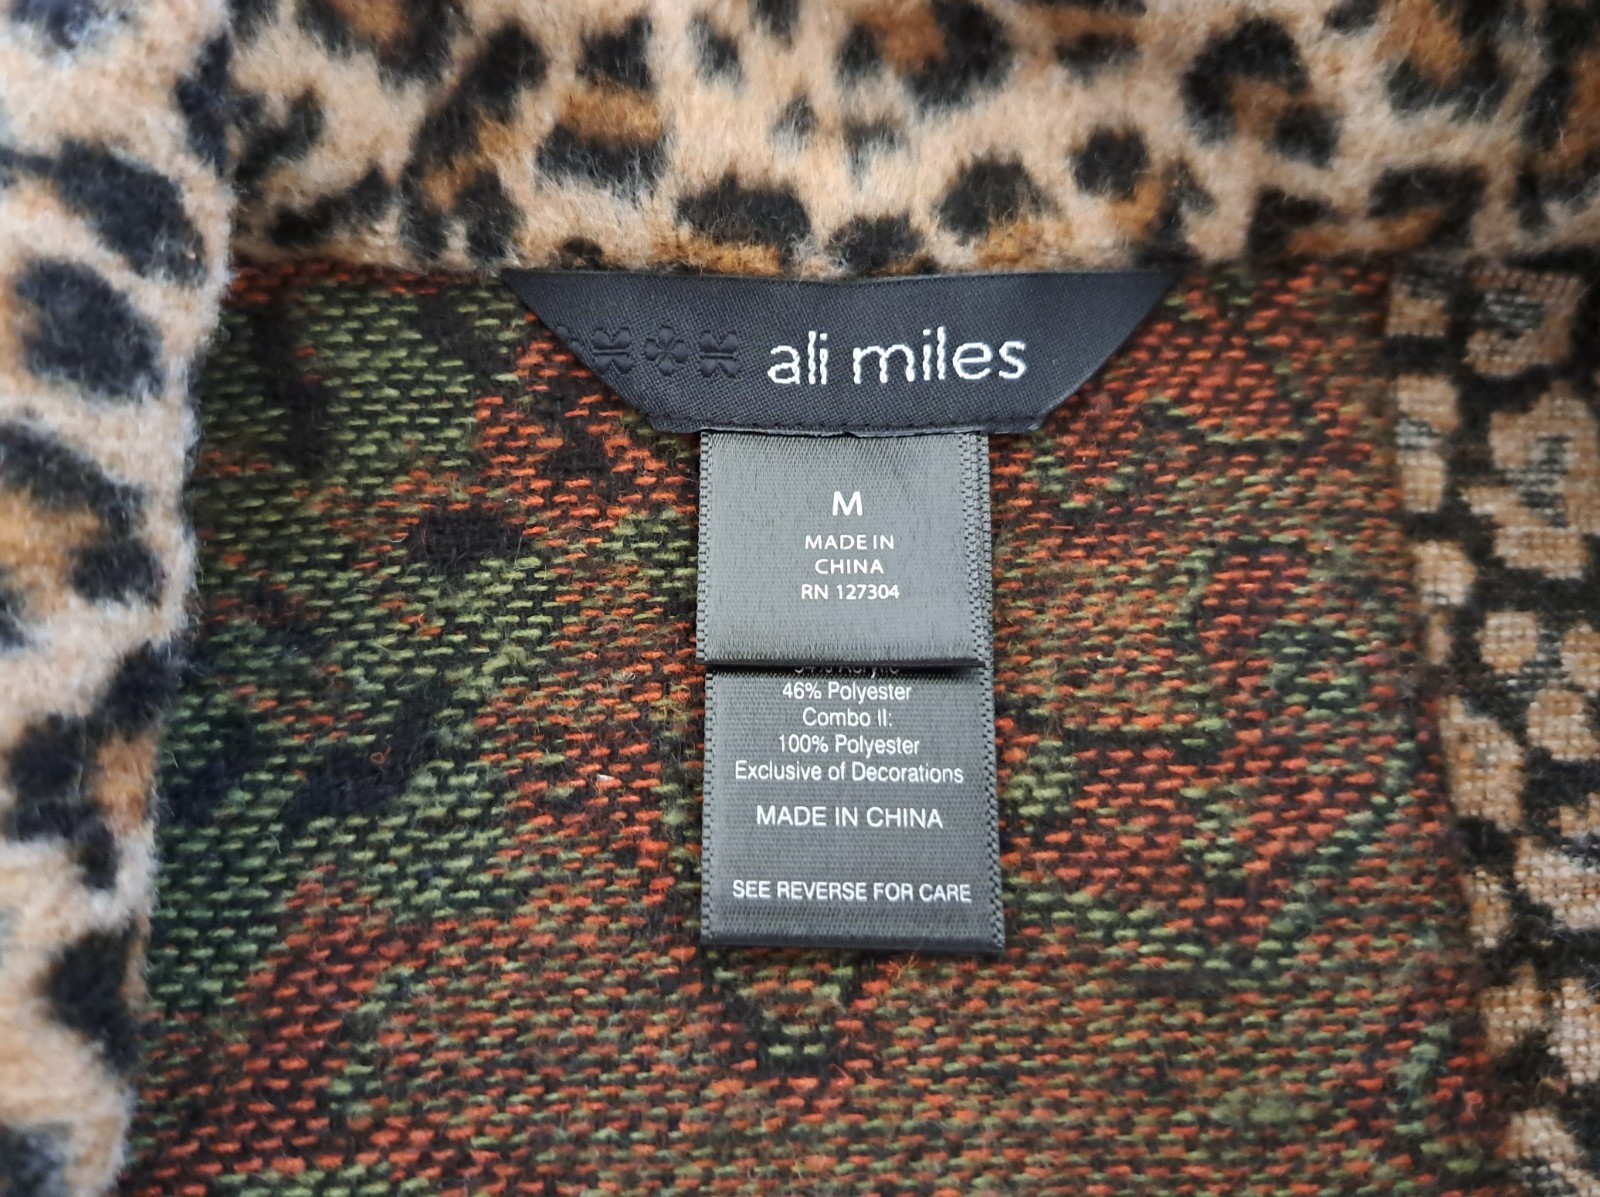 ali miles
M
MADE IN
CHINA
RN 127304
46% Polyester
Combo II:
100% Polyester
Exclusive of Decorations
MADE IN CHINA
SEE REVERSE FOR CARE